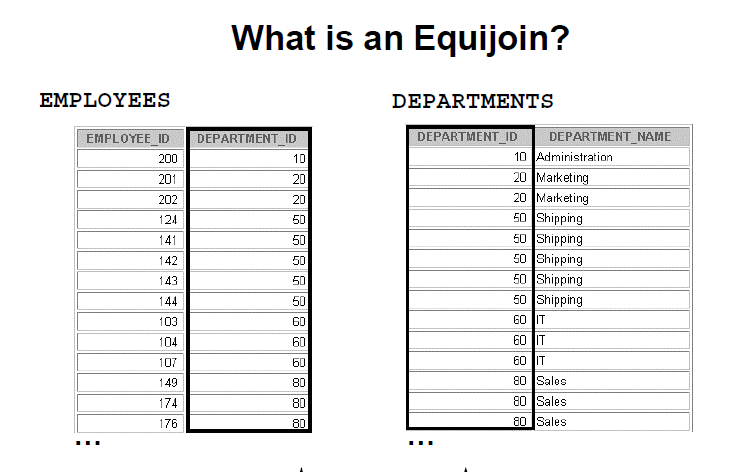 What is an Equijoin?
EMPLOYEES
EMPLOYEE_ID DEPARTMENT_ID
200 10
201 20
202 20
124 50
141 50
142 50
143 50
144 50
103 60
104 60
107 60
149 80
174 80
176 80
...
DEPARTMENTS
DEPARTMENT_ID DEPARTMENT_NAME
10 Administration
20 Marketing
20 Marketing
50 Shipping
50 Shipping
50 Shipping
50 Shipping
50 Shipping
60 IT
60 IT
60 IT
80 Sales
80 Sales
80 Sales
...